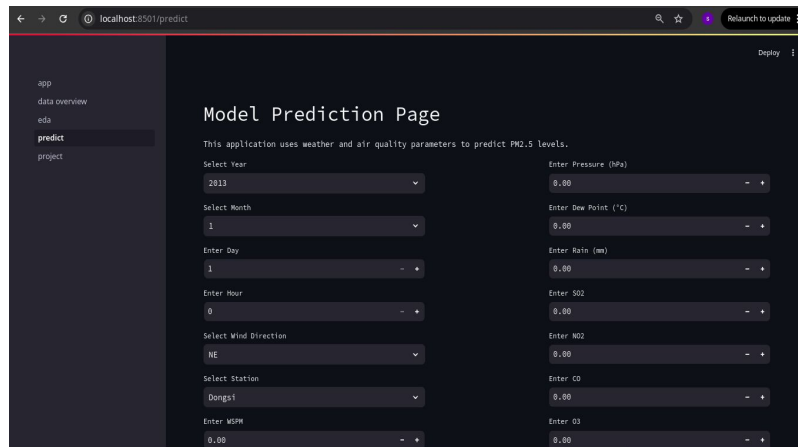 localhost:8501/predict
s
Relaunch to update
Deploy
app
data overview
eda
predict
project
Model Prediction Page
This application uses weather and air quality parameters to predict PM2.5 levels.
Select Year
2013
Select Month
1
Enter Day
1
Enter Hour
0
Select Wind Direction
NE
Select Station
Dongsi
Enter WSPM
0.00
Enter Pressure (hPa)
0.00
Enter Dew Point (°C)
0.00
Enter Rain (mm)
0.00
Enter SO2
0.00
Enter NO2
0.00
Enter CO
0.00
Enter O3
0.00